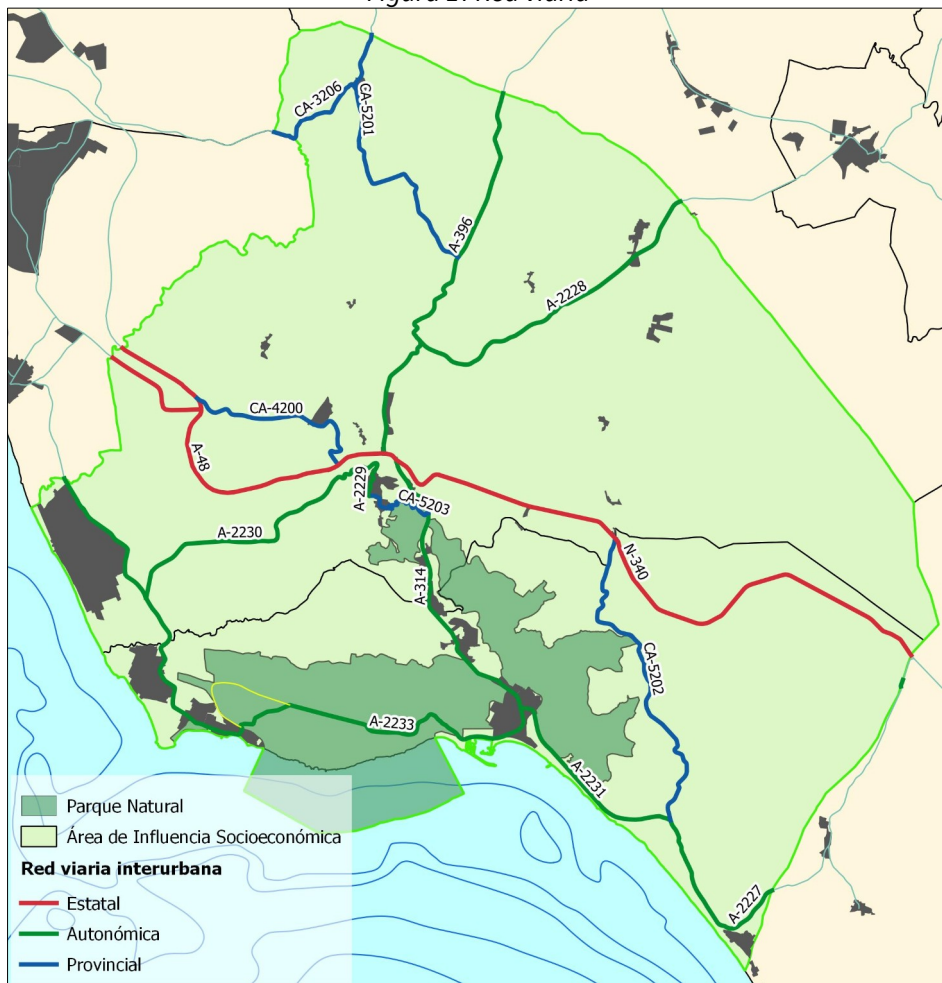 CA-3206
CA-5201
A-396
A-2228
CA-4200
A-48
A-2229
CA-5203
A-2230
A-314
N-340
CA-5202
A-2233
A-2231
A-2227
Parque Natural
Área de Influencia Socioeconómica
Red viaria interurbana
Estatal
Autonómica
Provincial